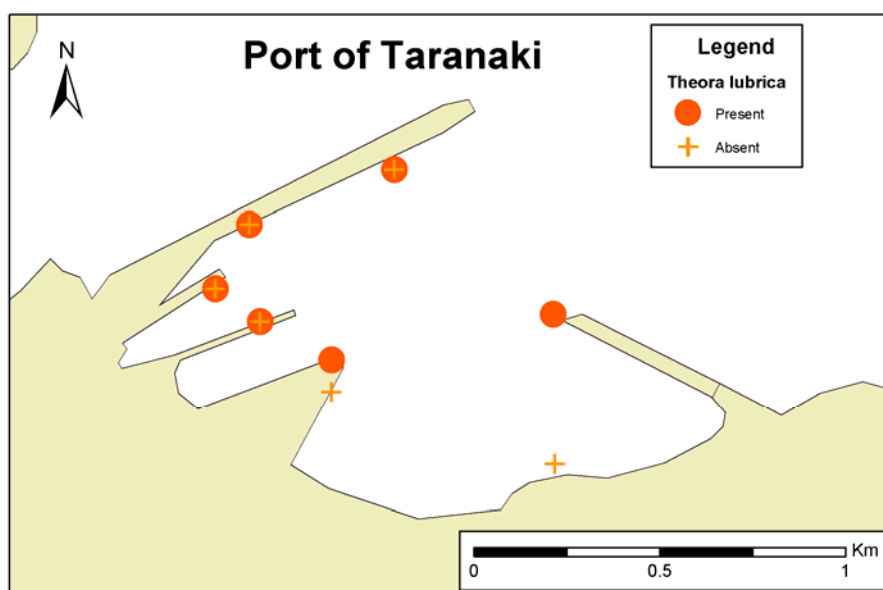 Port of Taranaki
N
Legend
Theora lubrica
Present
Absent
Km
0
0.5
1